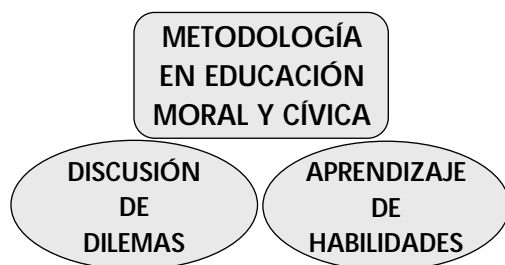 METODOLOGÍA
EN EDUCACIÓN
MORAL Y CÍVICA
DISCUSIÓN
DE
DILEMAS
APRENDIZAJE
DE
HABILIDADES